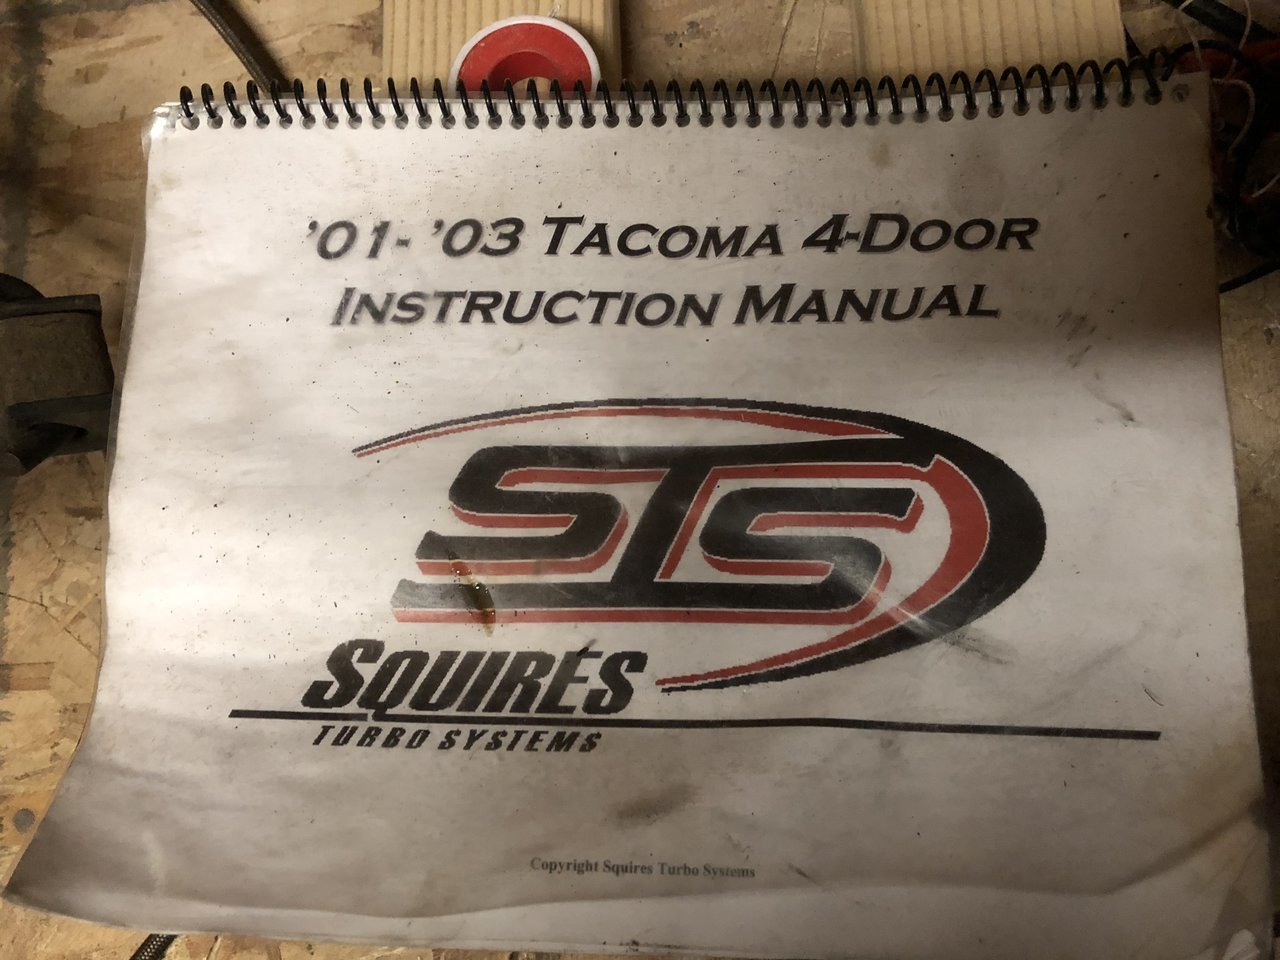 '01- '03 TACOMA 4-DOOR
INSTRUCTION MANUAL
STS
SQUIRES
TURBO SYSTEMS
Copyright Squires Turbo Systems